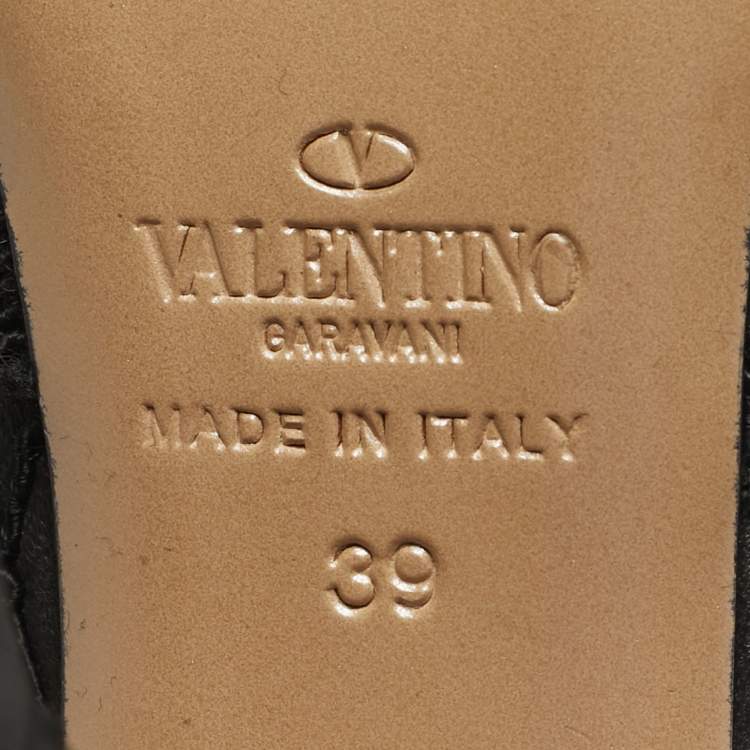 V
VALENTINO
GARAVANI
MADE IN ITALY
39